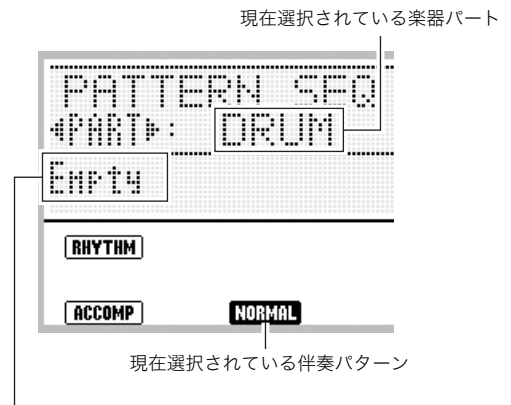 現在選択されている楽器パート
PATTERN SEQ
◀PART▶: DRUM
Empty
RHYTHM
ACCOMP NORMAL
現在選択されている伴奏パターン